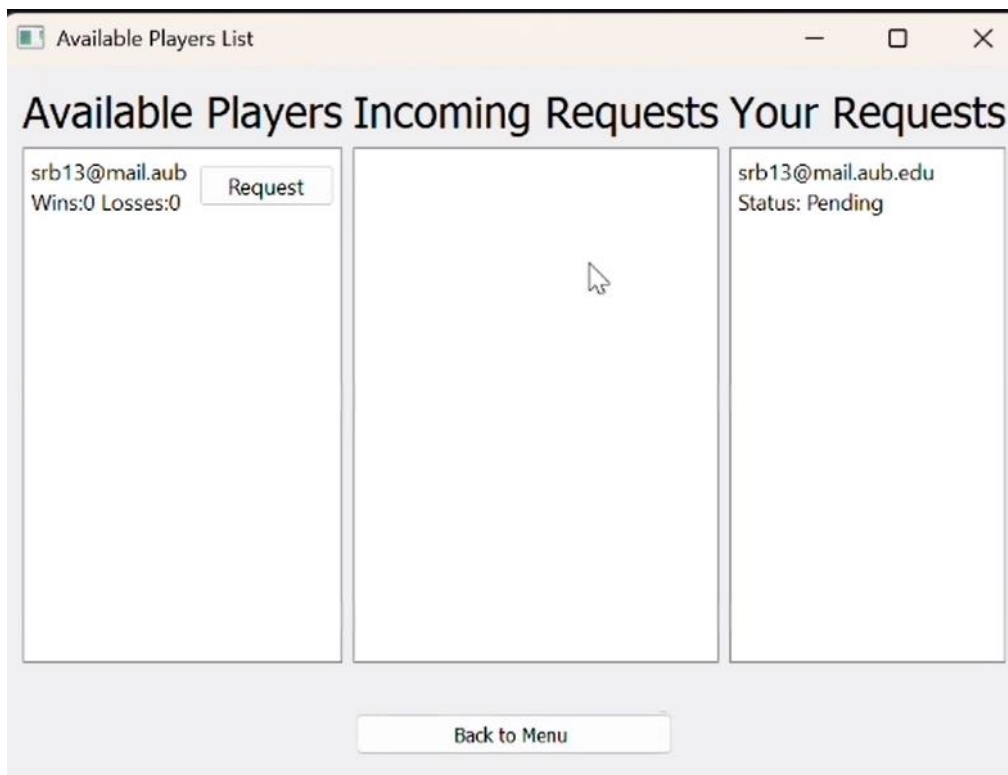 Available Players List
Available Players Incoming Requests Your Requests
srb13@mail.aub
Wins:0 Losses:0
Request
srb13@mail.aub.edu
Status: Pending
Back to Menu